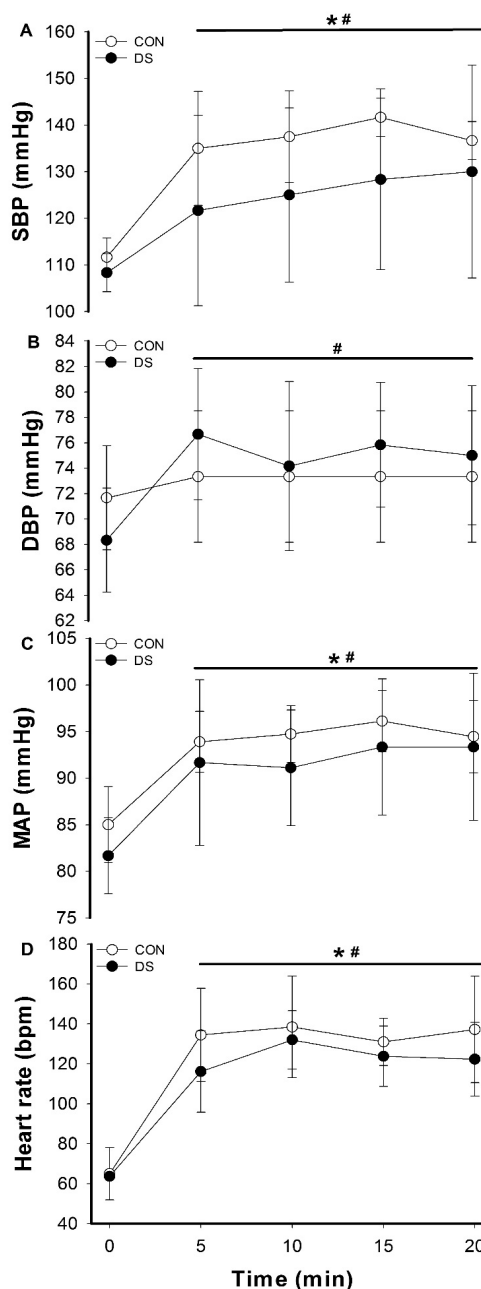 A
160
* #
CON
DS
150
140
130
120
110
100
SBP (mmHg)
B
84
CON
#
82
DS
80
78
76
74
72
70
68
66
64
62
DBP (mmHg)
C
105
CON
DS
* #
100
95
90
85
80
75
MAP (mmHg)
D
180
CON
* #
DS
160
140
120
100
80
60
40
Heart rate (bpm)
0 5 10 15 20
Time (min)